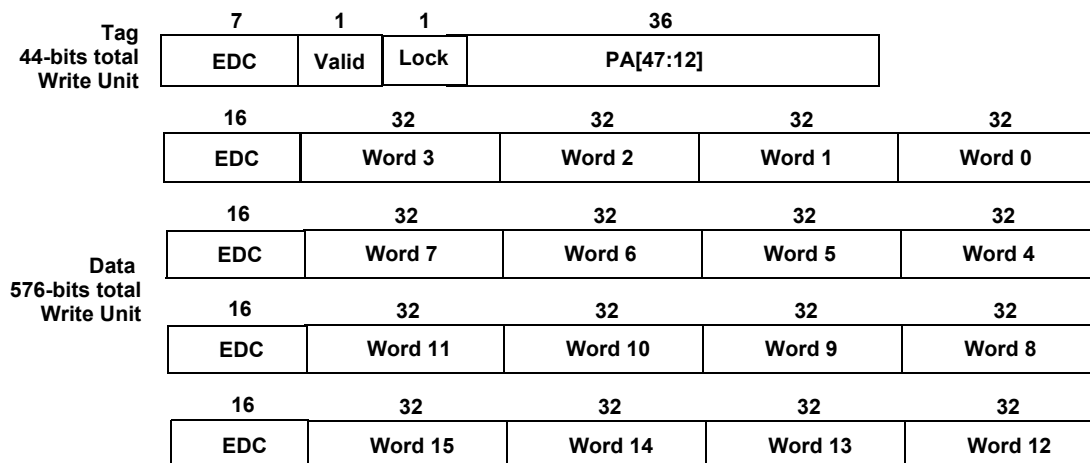 7 1 1 36
Tag
44-bits total
Write Unit
EDC Valid Lock PA[47:12]
16 32 32 32 32
EDC Word 3 Word 2 Word 1 Word 0
16 32 32 32 32
EDC Word 7 Word 6 Word 5 Word 4
Data
576-bits total
Write Unit
16 32 32 32 32
EDC Word 11 Word 10 Word 9 Word 8
16 32 32 32 32
EDC Word 15 Word 14 Word 13 Word 12